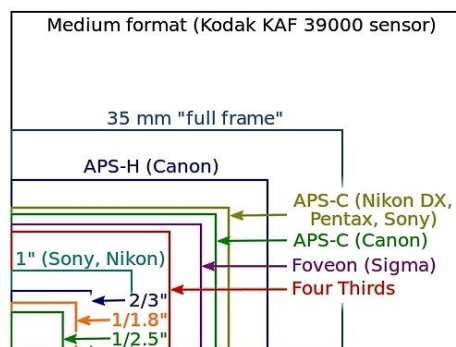 Medium format (Kodak KAF 39000 sensor)
35 mm "full frame"
APS-H (Canon)
APS-C (Nikon DX,
Pentax, Sony)
APS-C (Canon)
1" (Sony, Nikon)
Foveon (Sigma)
Four Thirds
2/3"
1/1.8"
1/2.5"